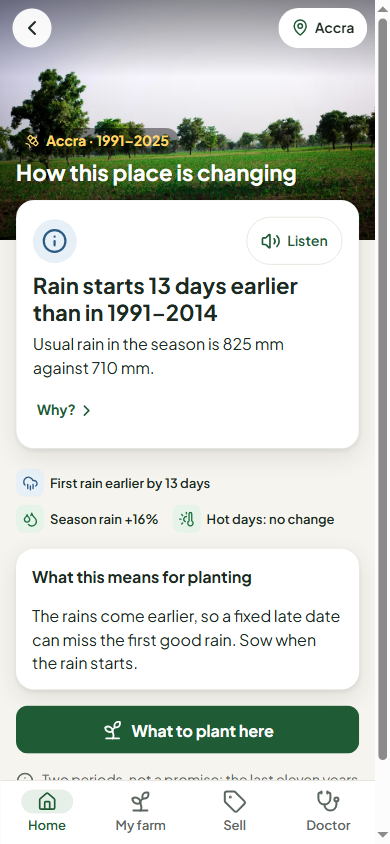 Accra
Accra · 1991–2025
How this place is changing
Listen
Rain starts 13 days earlier
than in 1991–2014
Usual rain in the season is 825 mm
against 710 mm.
Why?
First rain earlier by 13 days
Season rain +16%
Hot days: no change
What this means for planting
The rains come earlier, so a fixed late date
can miss the first good rain. Sow when
the rain starts.
What to plant here
Two periods, not a promise: the last eleven years
Home
My farm
Sell
Doctor